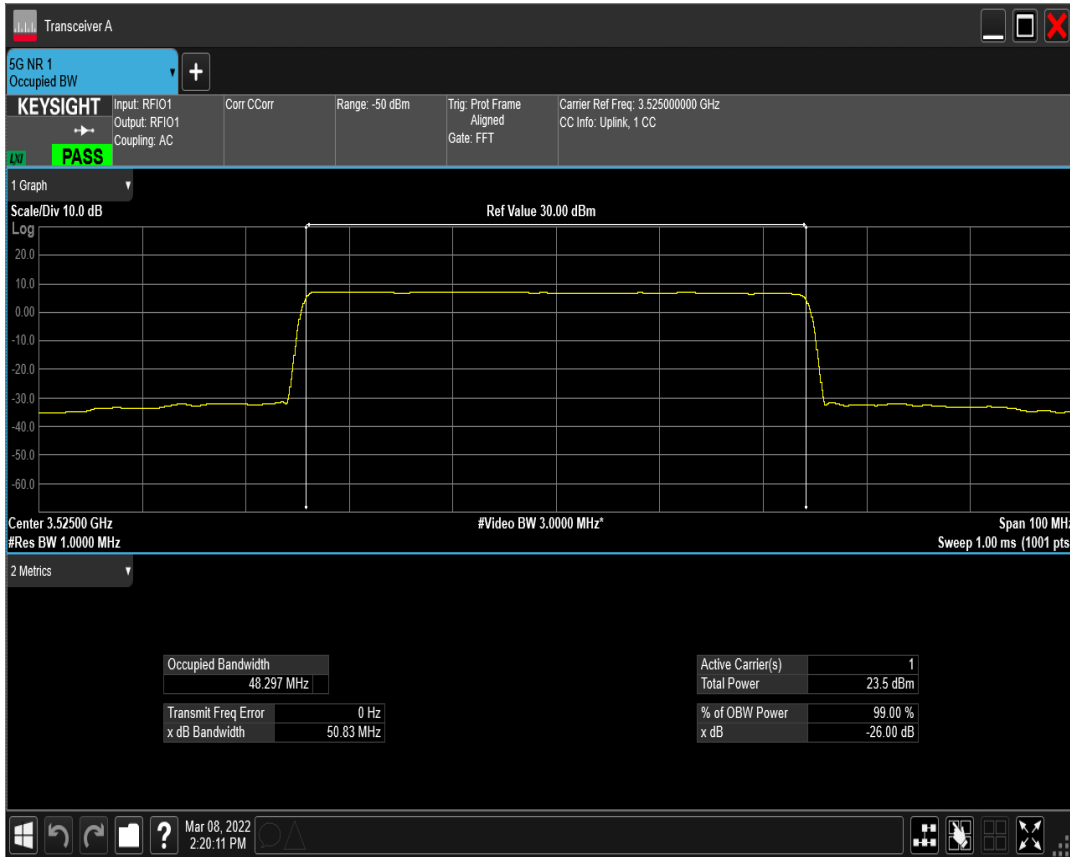 Transceiver A
5G NR 1
Occupied BW
+
KEYSIGHT
LXI
PASS
Input: RFIO1
Output: RFIO1
Coupling: AC
Corr CCorr
Range: -50 dBm
Trig: Prot Frame
Aligned
Gate: FFT
Carrier Ref Freq: 3.525000000 GHz
CC Info: Uplink, 1 CC
1 Graph
Scale/Div 10.0 dB
Ref Value 30.00 dBm
Log
20.0
10.0
0.00
-10.0
-20.0
-30.0
-40.0
-50.0
-60.0
Center 3.52500 GHz
#Video BW 3.0000 MHz*
Span 100 MHz
#Res BW 1.0000 MHz
Sweep 1.00 ms (1001 pts
2 Metrics
Occupied Bandwidth
48.297 MHz
Transmit Freq Error 0 Hz
x dB Bandwidth 50.83 MHz
Active Carrier(s) 1
Total Power 23.5 dBm
% of OBW Power 99.00 %
x dB -26.00 dB
?
Mar 08, 2022
2:20:11 PM